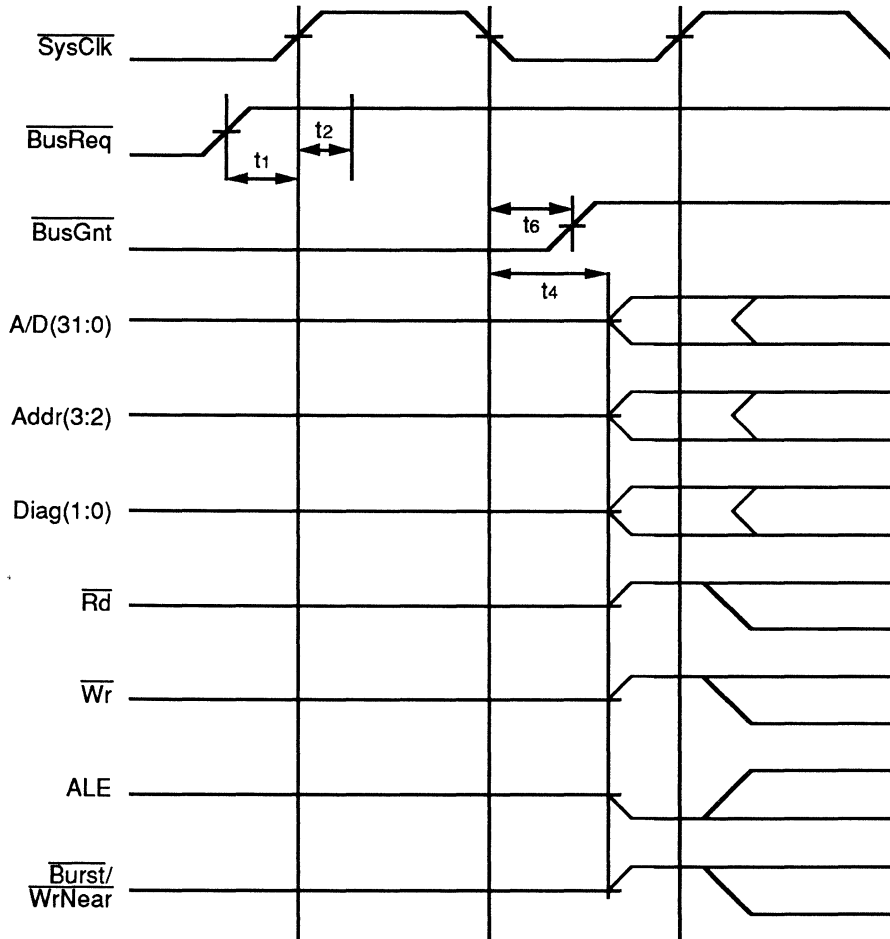 SysClk
BusReq
t1
t2
BusGnt
t6
t4
A/D(31:0)
Addr(3:2)
Diag(1:0)
Rd
Wr
ALE
Burst/
WrNear